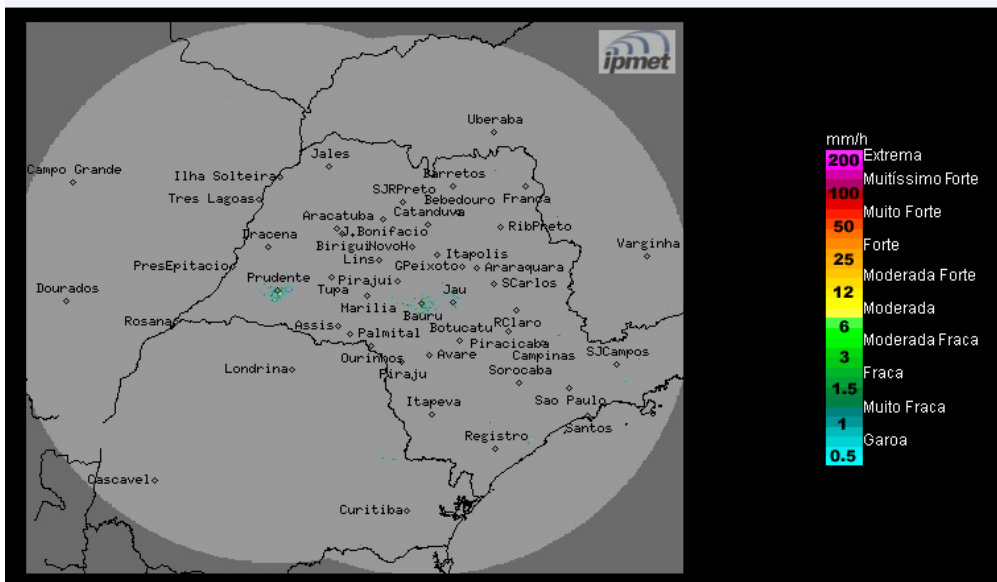 ipmet
Uberaba
Jales
Campo Grande
Ilha Solteira
Barretos
SJRPreto
Tres Lagoas
Bebedouro
Franca
Aracatuba
Catanduva
J.Bonifacio
RibPreto
Dracena
BiriguiNovoH
Varginha
Lins
Itapolis
PresEpitacio
GPeixoto
Araraquara
Prudente
Pirajui
SCarlos
Dourados
Tupa
Jau
Marilia
Bauru
Rosana
Assis
Palmital
Botucatu
RClaro
Piracicaba
Ourinhos
Avare
Campinas
SJCampos
Londrina
Piraju
Sorocaba
Itapeva
Sao Paulo
Santos
Registro
Cascavel
Curitiba
mm/h
200 Extrema
Muitíssimo Forte
100
Muito Forte
50
Forte
25
Moderada Forte
12
Moderada
6
Moderada Fraca
3
Fraca
1.5
Muito Fraca
1
Garoa
0.5